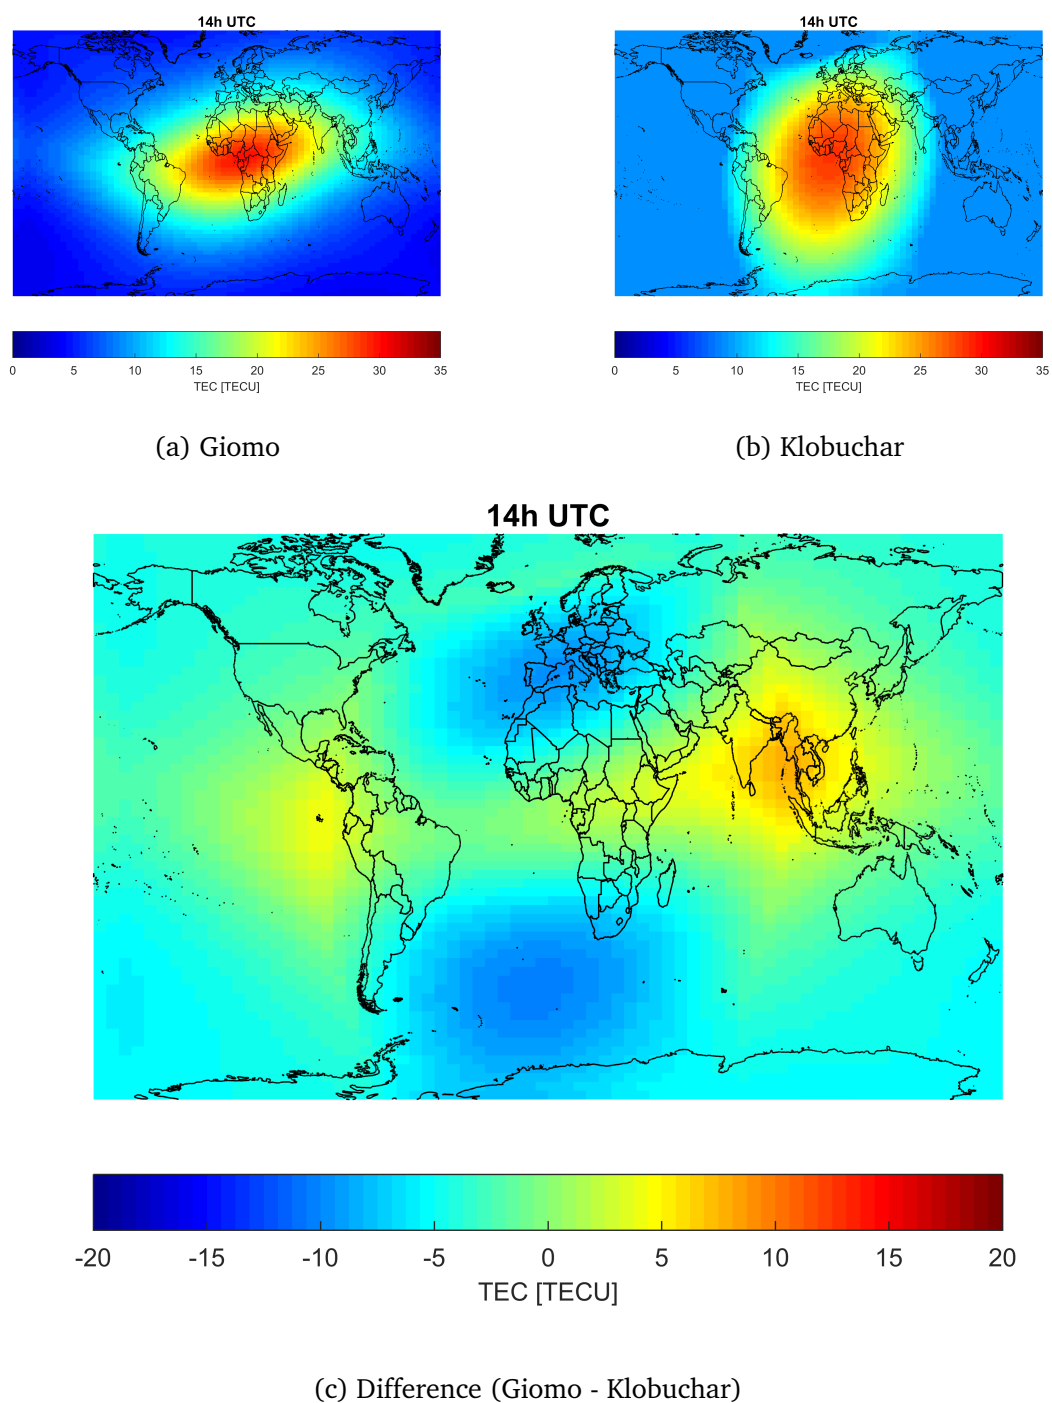 14h UTC
0 5 10 15 20 25 30 35
TEC [TECU]
(a) Giomo
14h UTC
0 5 10 15 20 25 30 35
TEC [TECU]
(b) Klobuchar
14h UTC
-20 -15 -10 -5 0 5 10 15 20
TEC [TECU]
(c) Difference (Giomo - Klobuchar)